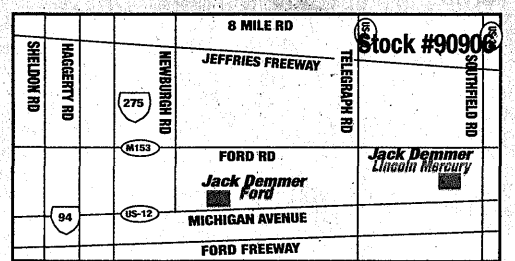 8 MILE RD
US-
US-
Stock #90906
JEFFRIES FREEWAY
SHELDON RD
HAGGERTY RD
NEWBURGH RD
TELEGRAPH RD
SOUTHFIELD RD
275
M153
FORD RD
Jack Demmer
Lincoln Mercury
Jack Demmer
Ford
94
US-12
MICHIGAN AVENUE
FORD FREEWAY